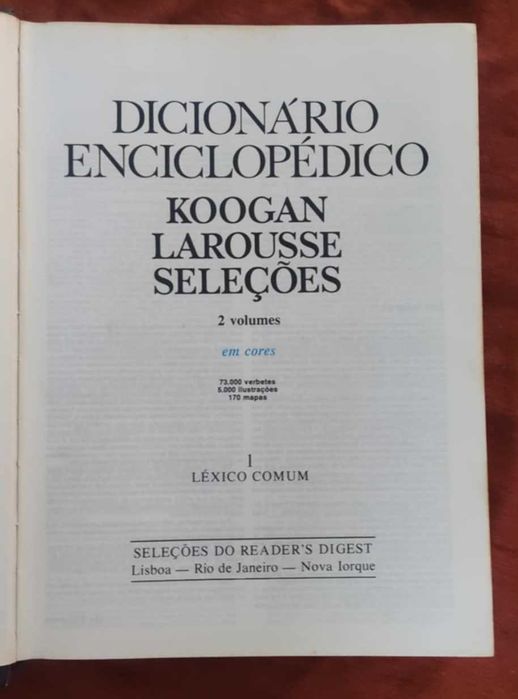 DICIONÁRIO
ENCICLOPÉDICO
KOOGAN
LAROUSSE
SELEÇÕES
2 volumes
em cores
73.000 verbetes
5.000 ilustrações
170 mapas
1
LÉXICO COMUM
SELEÇÕES DO READER'S DIGEST
Lisboa — Rio de Janeiro — Nova Iorque